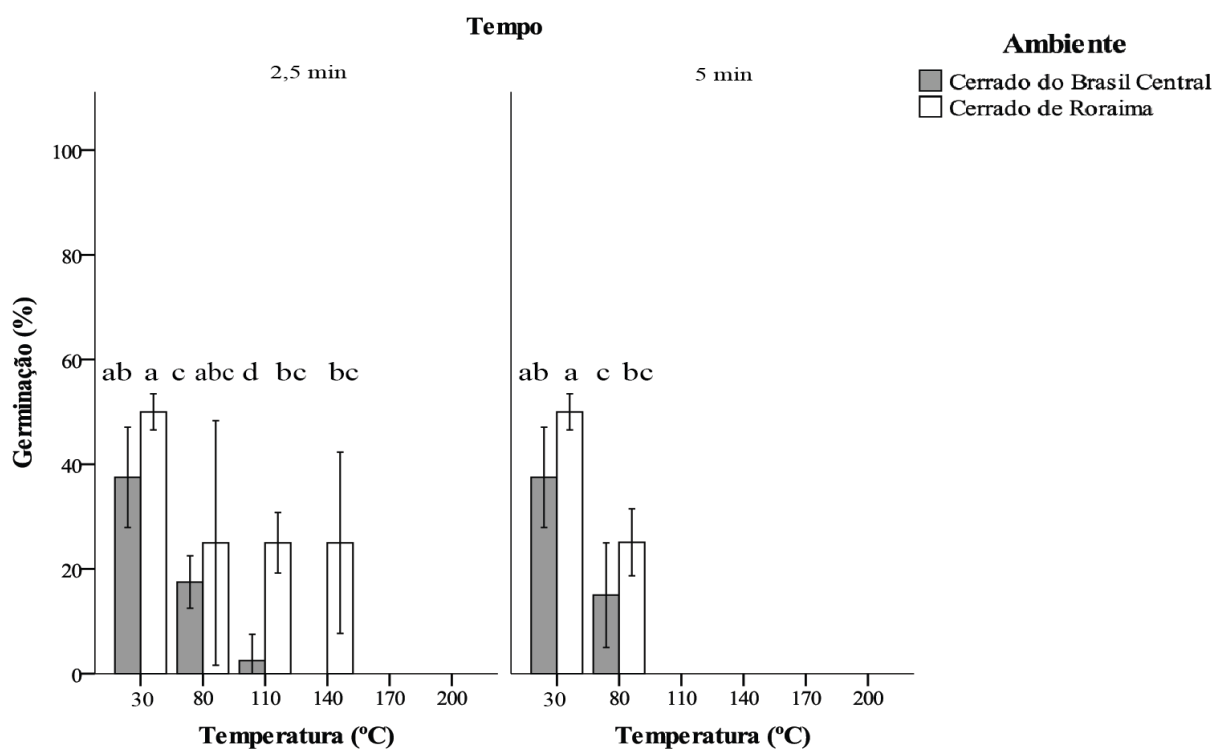 Tempo
2,5 min
5 min
Ambiente
Cerrado do Brasil Central
Cerrado de Roraima
Germinação (%)
100
80
60
40
20
0
ab a c abc d bc bc
ab a c bc
30 80 110 140 170 200
30 80 110 140 170 200
Temperatura (ºC)
Temperatura (ºC)